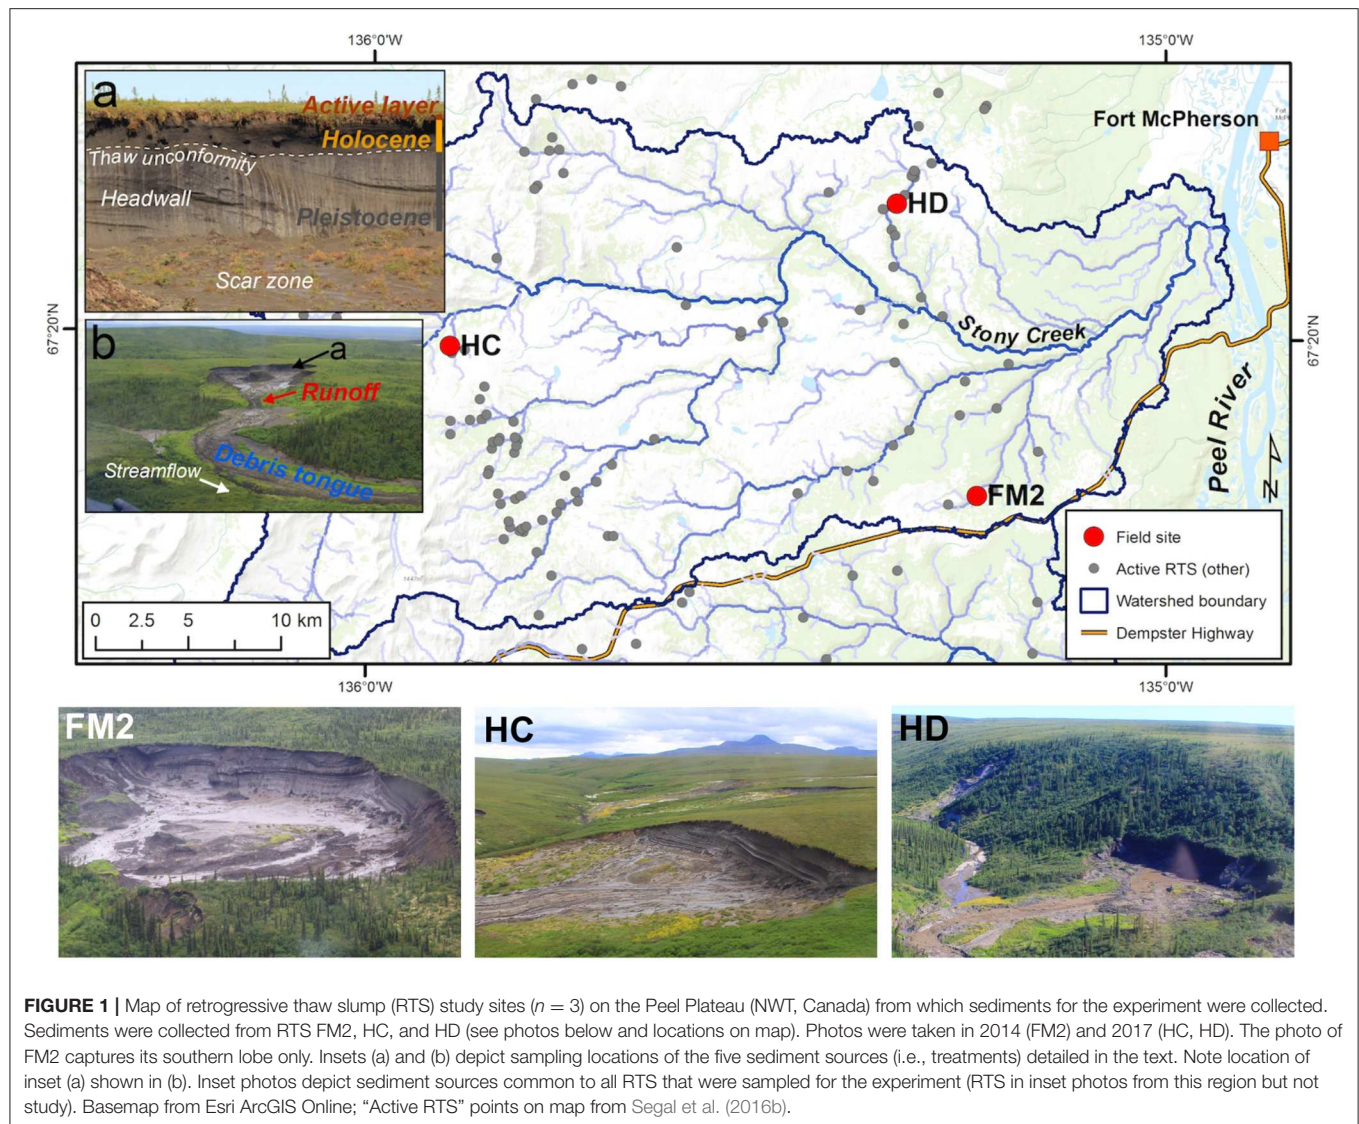 136°0'W
135°0'W
a
Active layer
Holocene
Thaw unconformity
Headwall
Pleistocene
Scar zone
Fort McPherson
HD
67°20'N
67°20'N
Stony Creek
HC
b
a
Runoff
Debris tongue
Streamflow
Peel River
N
FM2
Field site
Active RTS (other)
Watershed boundary
Dempster Highway
0 2.5 5 10 km
136°0'W
135°0'W
FM2
HC
HD
FIGURE 1 | Map of retrogressive thaw slump (RTS) study sites (n = 3) on the Peel Plateau (NWT, Canada) from which sediments for the experiment were collected.
Sediments were collected from RTS FM2, HC, and HD (see photos below and locations on map). Photos were taken in 2014 (FM2) and 2017 (HC, HD). The photo of
FM2 captures its southern lobe only. Insets (a) and (b) depict sampling locations of the five sediment sources (i.e., treatments) detailed in the text. Note location of
inset (a) shown in (b). Inset photos depict sediment sources common to all RTS that were sampled for the experiment (RTS in inset photos from this region but not
study). Basemap from Esri ArcGIS Online; “Active RTS” points on map from Segal et al. (2016b).